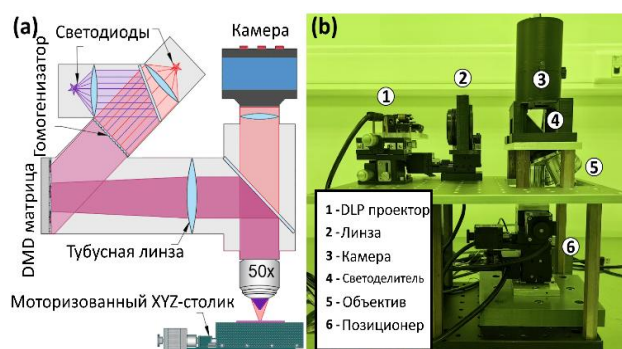 (a)
Светодиоды
Камера
Гомогенизатор
DMD матрица
Тубусная линза
50x
Моторизованный XYZ-столик
(b)
1
2
3
4
5
6
1 - DLP проектор
2 - Линза
3 - Камера
4 - Светоделитель
5 - Объектив
6 - Позиционер